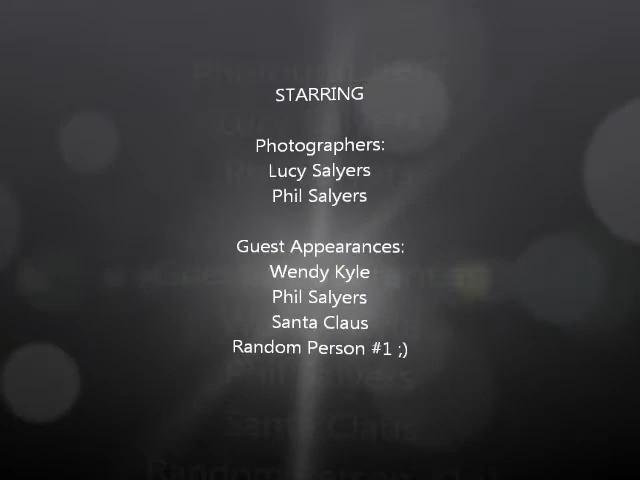 STARRING
Photographers:
Lucy Salyers
Phil Salyers
Guest Appearances:
Wendy Kyle
Phil Salyers
Santa Claus
Random Person #1 ;)